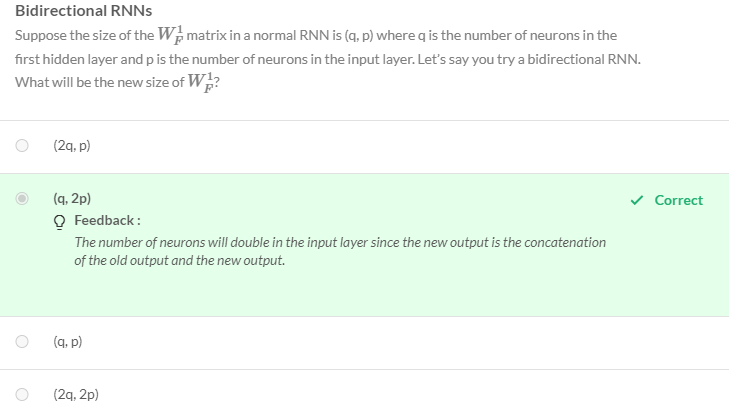 Bidirectional RNNs
Suppose the size of the W_F^1 matrix in a normal RNN is (q, p) where q is the number of neurons in the
first hidden layer and p is the number of neurons in the input layer. Let's say you try a bidirectional RNN.
What will be the new size of W_F^1?
(2q, p)
(q, 2p)
Correct
Feedback :
The number of neurons will double in the input layer since the new output is the concatenation
of the old output and the new output.
(q, p)
(2q, 2p)